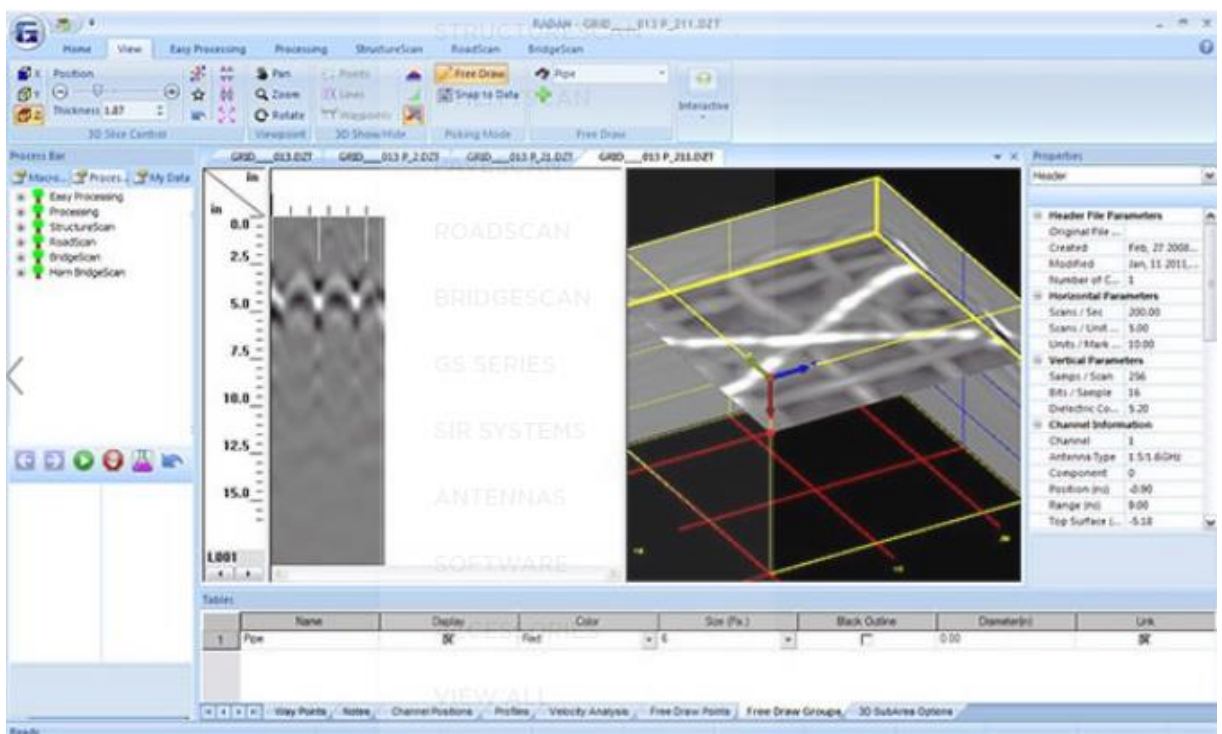 RADAN - GRID___013 P_211.DZT
STRUCTURESCAN
Home View Easy Processing Processing StructureScan RoadScan BridgeScan
X Position
Y
Z Thickness 1.87
Pan
Zoom
Rotate
Points
Lines
Waypoints
Free Draw
Snap to Data
Pipe
Interactive
3D Slice Control Viewpoint 3D Show/Hide Picking Mode Free Draw
Process Bar
Macro... Proces... My Data
Easy Processing
Processing
StructureScan
RoadScan
BridgeScan
Horn BridgeScan
GRID___013.DZT GRID___013 P_2.DZT GRID___013 P_21.DZT GRID___013 P_211.DZT
in
in
0.0
2.5
5.0
7.5
10.0
12.5
15.0
L001
ROADSCAN
BRIDGESCAN
GS SERIES
SIR SYSTEMS
ANTENNAS
SOFTWARE
ACCESSORIES
VIEW ALL
Properties
Header
Header File Parameters
Original File ...
Created Feb, 27 2008...
Modified Jan, 11 2011,...
Number of C... 1
Horizontal Parameters
Scans / Sec 200.00
Scans / Unit ... 5.00
Units / Mark ... 10.00
Vertical Parameters
Samps / Scan 256
Bits / Sample 16
Dielectric Co... 5.20
Channel Information
Channel 1
Antenna Type 1.5/1.6GHz
Component 0
Position (ns) -0.90
Range (ns) 9.00
Top Surface (... -5.18
Tables
Name Display Color Size (Pix.) Black Outline Diameter(in) Link
1 Pipe Red 6 0.00
Way Points Notes Channel Positions Profiles Velocity Analysis Free Draw Points Free Draw Groups 3D SubArea Options
Ready